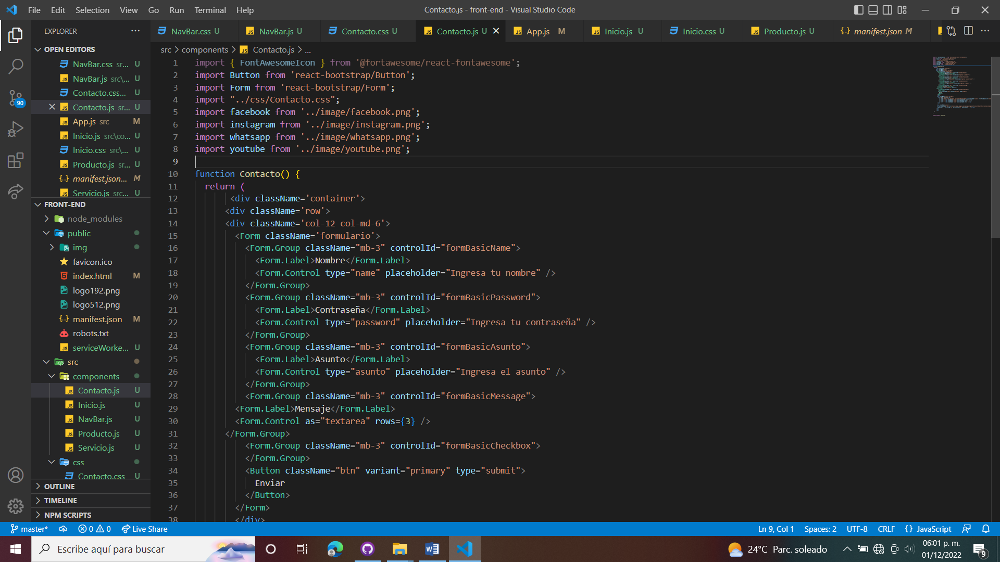 File Edit Selection View Go Run Terminal Help
Contacto.js - front-end - Visual Studio Code
EXPLORER
NavBar.css U NavBar.js U Contacto.css U Contacto.js U App.js M Inicio.js U Inicio.css U Producto.js U manifest.json M
OPEN EDITORS
NavBar.css sr... U
NavBar.js src\... U
Contacto.css... U
Contacto.js sr... U
App.js src M
Inicio.js src\co... U
Inicio.css src\... U
Producto.js sr... U
manifest.json... M
Servicio.js src... U
FRONT-END
node_modules
public
img
favicon.ico
index.html M
logo192.png
logo512.png
manifest.json M
robots.txt
serviceWorke... U
src
components
Contacto.js U
Inicio.js U
NavBar.js U
Producto.js U
Servicio.js U
css
Contacto.css U
OUTLINE
TIMELINE
NPM SCRIPTS
90
src > components > Contacto.js > ...
1 import { FontAwesomeIcon } from '@fortawesome/react-fontawesome';
2 import Button from 'react-bootstrap/Button';
3 import Form from 'react-bootstrap/Form';
4 import "../css/Contacto.css";
5 import facebook from '../image/facebook.png';
6 import instagram from '../image/instagram.png';
7 import whatsapp from '../image/whatsapp.png';
8 import youtube from '../image/youtube.png';
9
10 function Contacto() {
11 return (
12 <div className='container'>
13 <div className='row'>
14 <div className='col-12 col-md-6'>
15 <Form className='formulario'>
16 <Form.Group className="mb-3" controlId="formBasicName">
17 <Form.Label>Nombre</Form.Label>
18 <Form.Control type="name" placeholder="Ingresa tu nombre" />
19 </Form.Group>
20 <Form.Group className="mb-3" controlId="formBasicPassword">
21 <Form.Label>Contraseña</Form.Label>
22 <Form.Control type="password" placeholder="Ingresa tu contraseña" />
23 </Form.Group>
24 <Form.Group className="mb-3" controlId="formBasicAsunto">
25 <Form.Label>Asunto</Form.Label>
26 <Form.Control type="asunto" placeholder="Ingresa el asunto" />
27 </Form.Group>
28 <Form.Group className="mb-3" controlId="formBasicMessage">
29 <Form.Label>Mensaje</Form.Label>
30 <Form.Control as="textarea" rows={3} />
31 </Form.Group>
32 <Form.Group className="mb-3" controlId="formBasicCheckbox">
33 </Form.Group>
34 <Button className="btn" variant="primary" type="submit">
35 Enviar
36 </Button>
37 </Form>
38 </div>
master* 0 0 Live Share
Ln 9, Col 1 Spaces: 2 UTF-8 CRLF {} JavaScript
Escribe aquí para buscar
24°C Parc. soleado
06:01 p. m.
01/12/2022
9